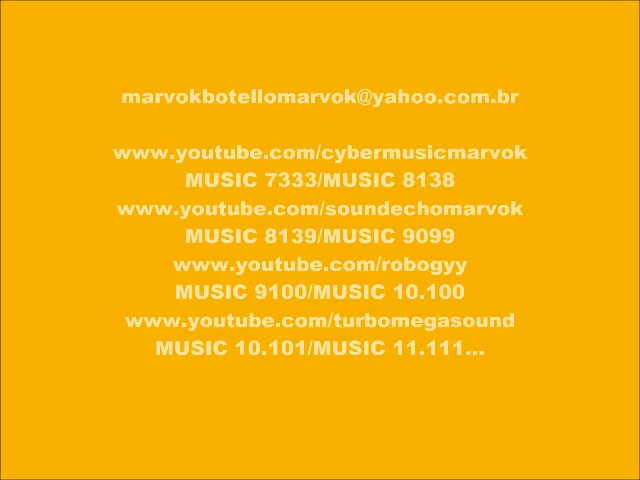 marvokbotellomarvok@yahoo.com.br
www.youtube.com/cybermusicmarvok
MUSIC 7333/MUSIC 8138
www.youtube.com/soundechomarvok
MUSIC 8139/MUSIC 9099
www.youtube.com/robogyy
MUSIC 9100/MUSIC 10.100
www.youtube.com/turbomegasound
MUSIC 10.101/MUSIC 11.111...